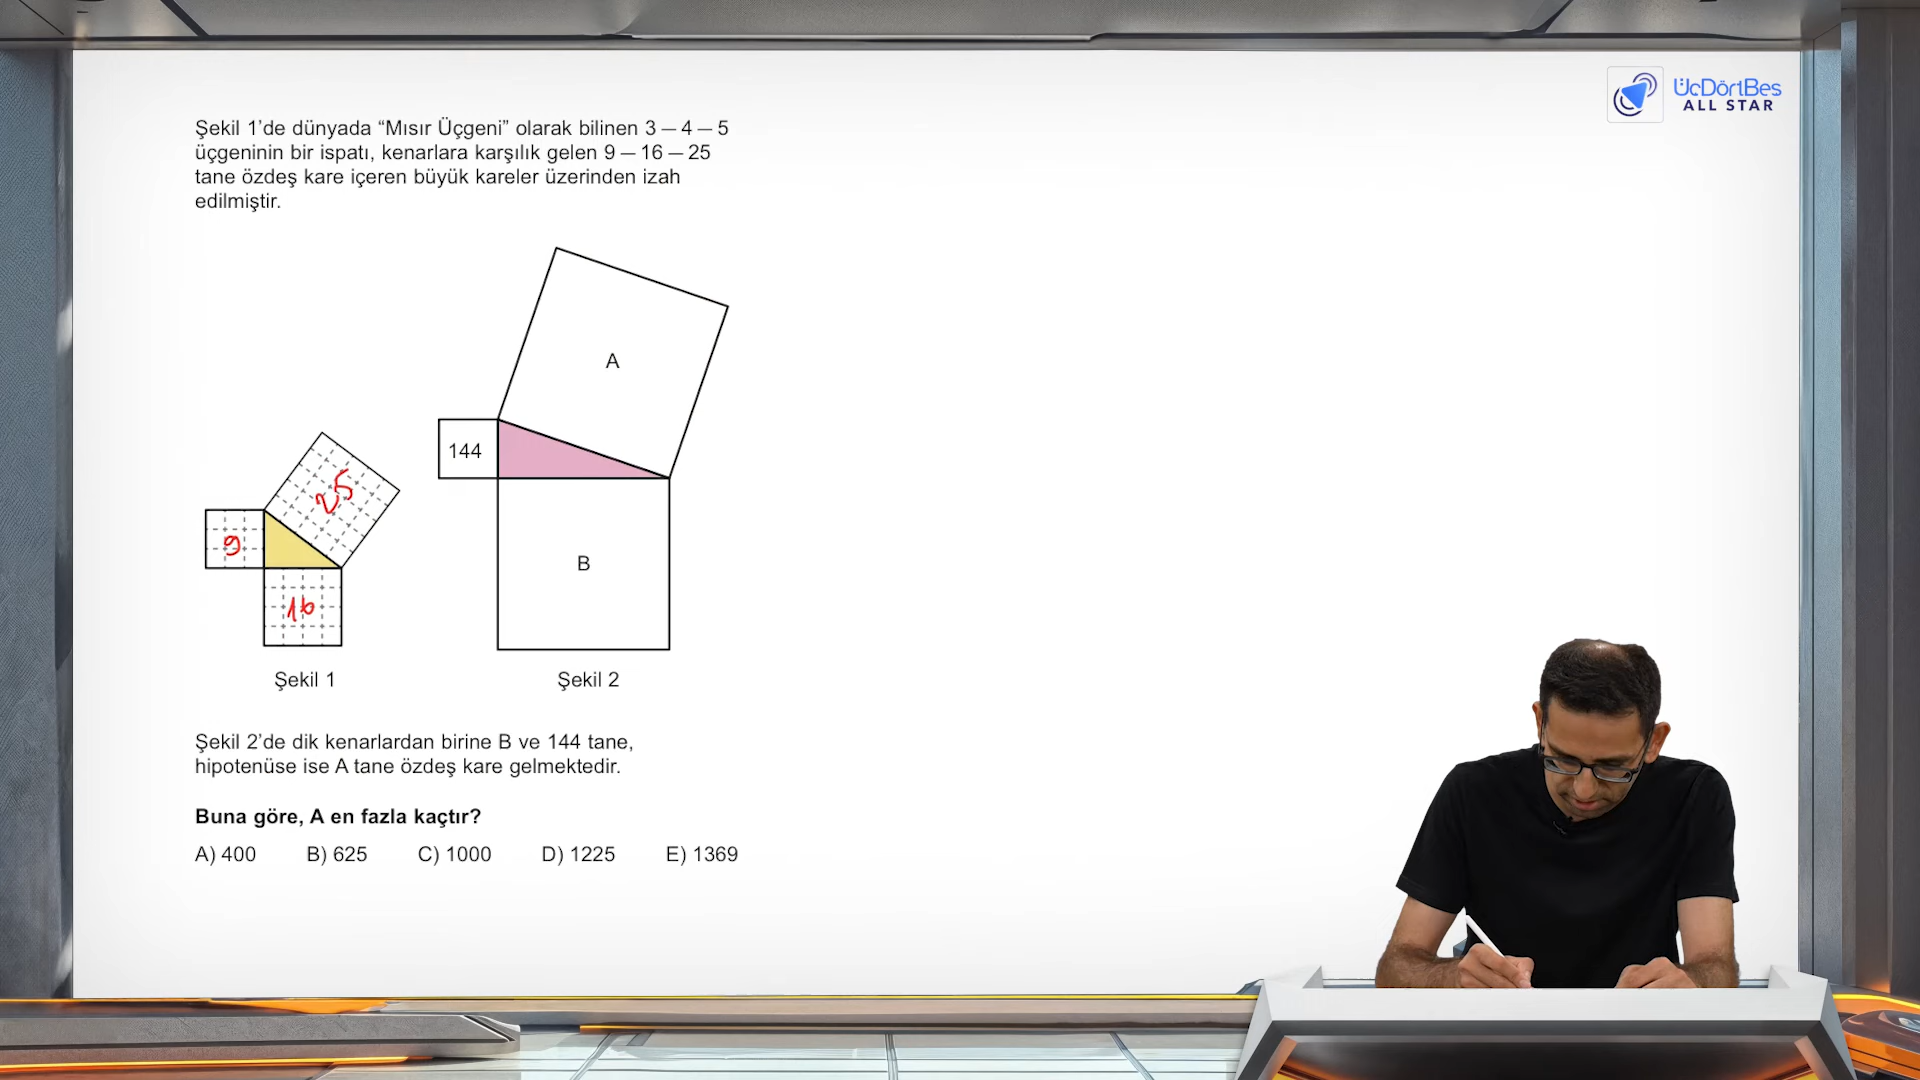 ÜçDörtBeş
ALL STAR
Şekil 1’de dünyada “Mısır Üçgeni” olarak bilinen 3 – 4 – 5
üçgeninin bir ispatı, kenarlara karşılık gelen 9 – 16 – 25
tane özdeş kare içeren büyük kareler üzerinden izah
edilmiştir.
A
144
25
9
B
16
Şekil 1
Şekil 2
Şekil 2’de dik kenarlardan birine B ve 144 tane,
hipotenüse ise A tane özdeş kare gelmektedir.
Buna göre, A en fazla kaçtır?
A) 400 B) 625 C) 1000 D) 1225 E) 1369